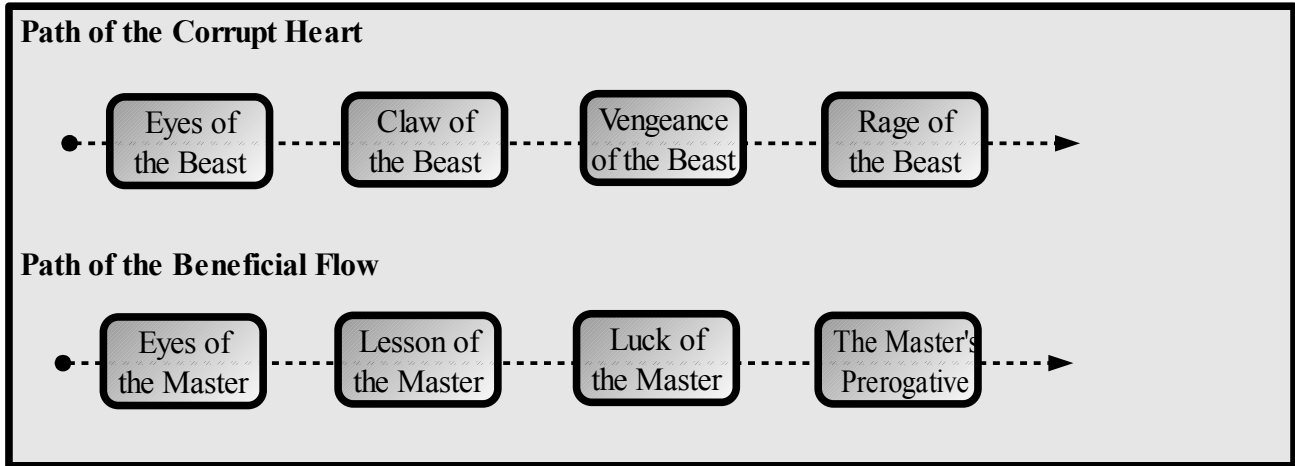 Path of the Corrupt Heart
Eyes of
the Beast
Claw of
the Beast
Vengeance
of the Beast
Rage of
the Beast
Path of the Beneficial Flow
Eyes of
the Master
Lesson of
the Master
Luck of
the Master
The Master's
Prerogative